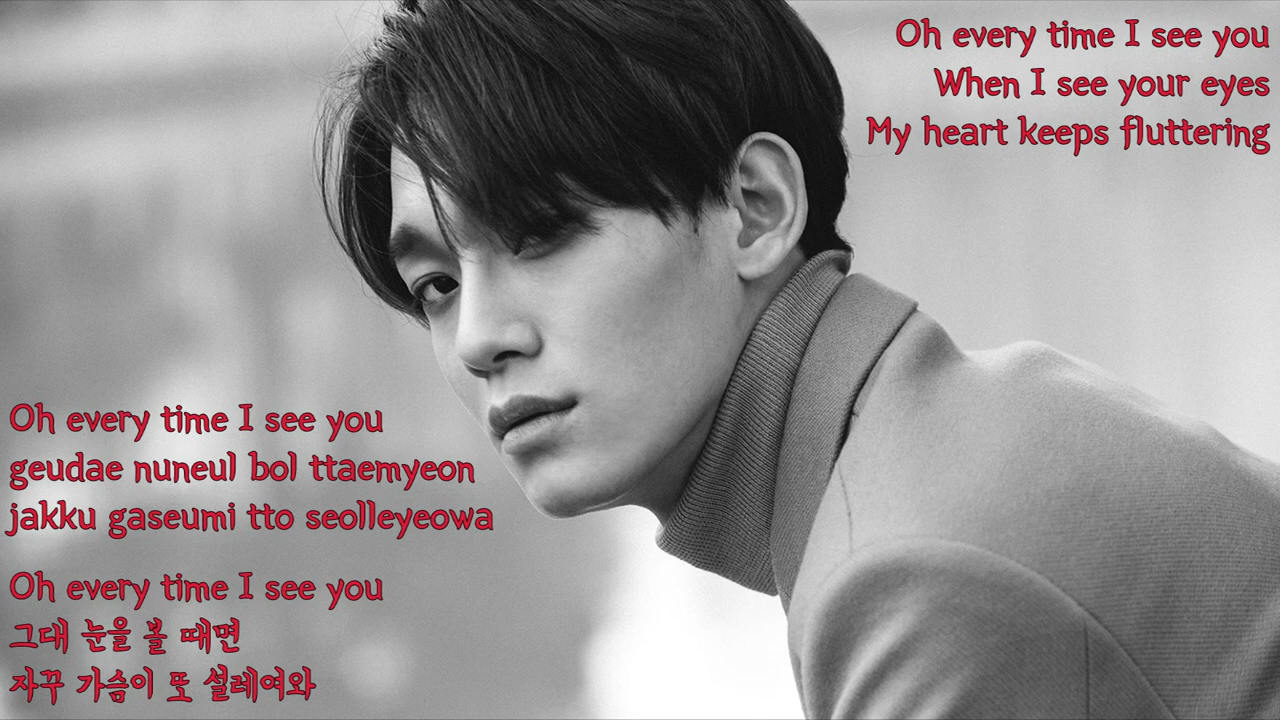 Oh every time I see you
When I see your eyes
My heart keeps fluttering
Oh every time I see you
geudae nuneul bol ttaemyeon
jakku gaseumi tto seolleyeowa
Oh every time I see you
그대 눈을 볼 때면
자꾸 가슴이 또 설레여와